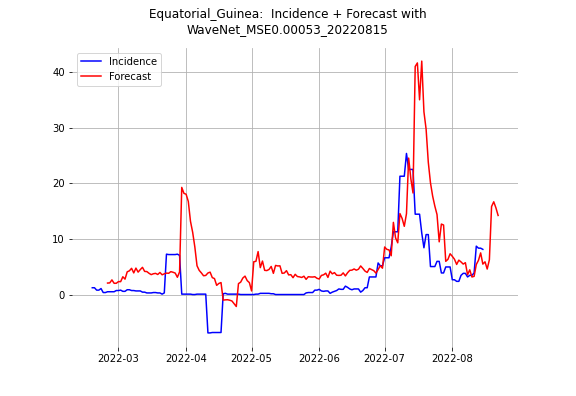 Equatorial_Guinea:  Incidence + Forecast with
WaveNet_MSE0.00053_20220815
Incidence
Forecast
40
30
20
10
0
2022-03
2022-04
2022-05
2022-06
2022-07
2022-08